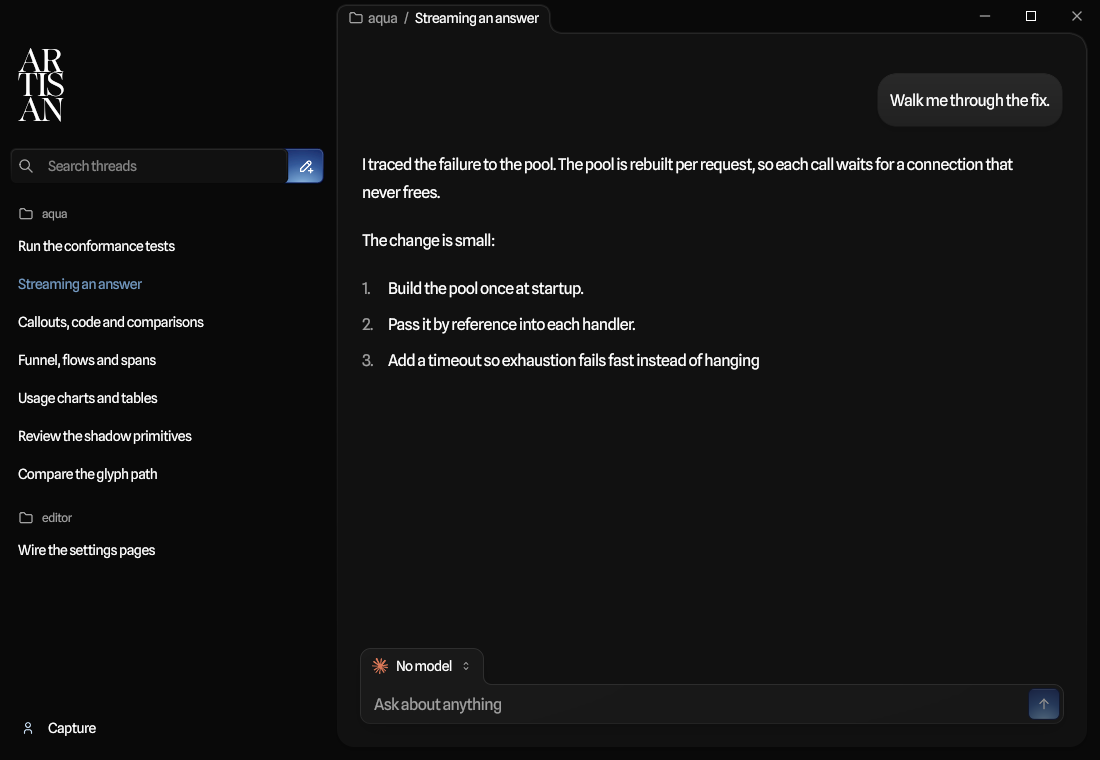 aqua / Streaming an answer
AR
TIS
AN
Search threads
aqua
Run the conformance tests
Streaming an answer
Callouts, code and comparisons
Funnel, flows and spans
Usage charts and tables
Review the shadow primitives
Compare the glyph path
editor
Wire the settings pages
Capture
Walk me through the fix.
I traced the failure to the pool. The pool is rebuilt per request, so each call waits for a connection that
never frees.
The change is small:
1. Build the pool once at startup.
2. Pass it by reference into each handler.
3. Add a timeout so exhaustion fails fast instead of hanging
No model
Ask about anything